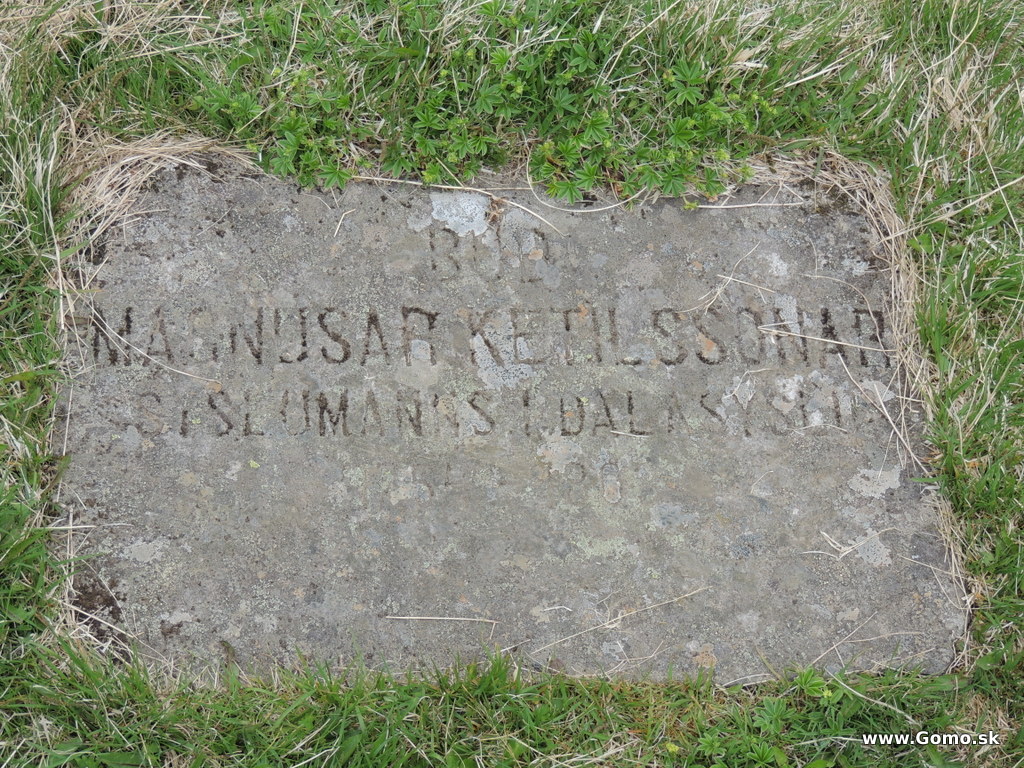 BÚÐ
MAGNÚSAR KETILSSONAR
SÝSLUMANNS Í DALASÝSLU
www.Gomo.sk